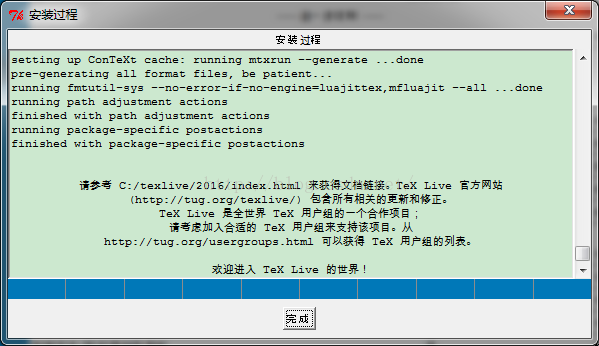 安装过程
安装过程
setting up ConTeXt cache: running mtxrun --generate ...done
pre-generating all format files, be patient...
running fmtutil-sys --no-error-if-no-engine=luajittex,mfluajit --all ...done
running path adjustment actions
finished with path adjustment actions
running package-specific postactions
finished with package-specific postactions
请参考 C:/texlive/2016/index.html 来获得文档链接。TeX Live 官方网站
(http://tug.org/texlive/) 包含所有相关的更新和修正。
TeX Live 是全世界 TeX 用户组的一个合作项目；
请考虑加入合适的 TeX 用户组来支持该项目。从
http://tug.org/usergroups.html 可以获得 TeX 用户组的列表。
欢迎进入 TeX Live 的世界！
完成